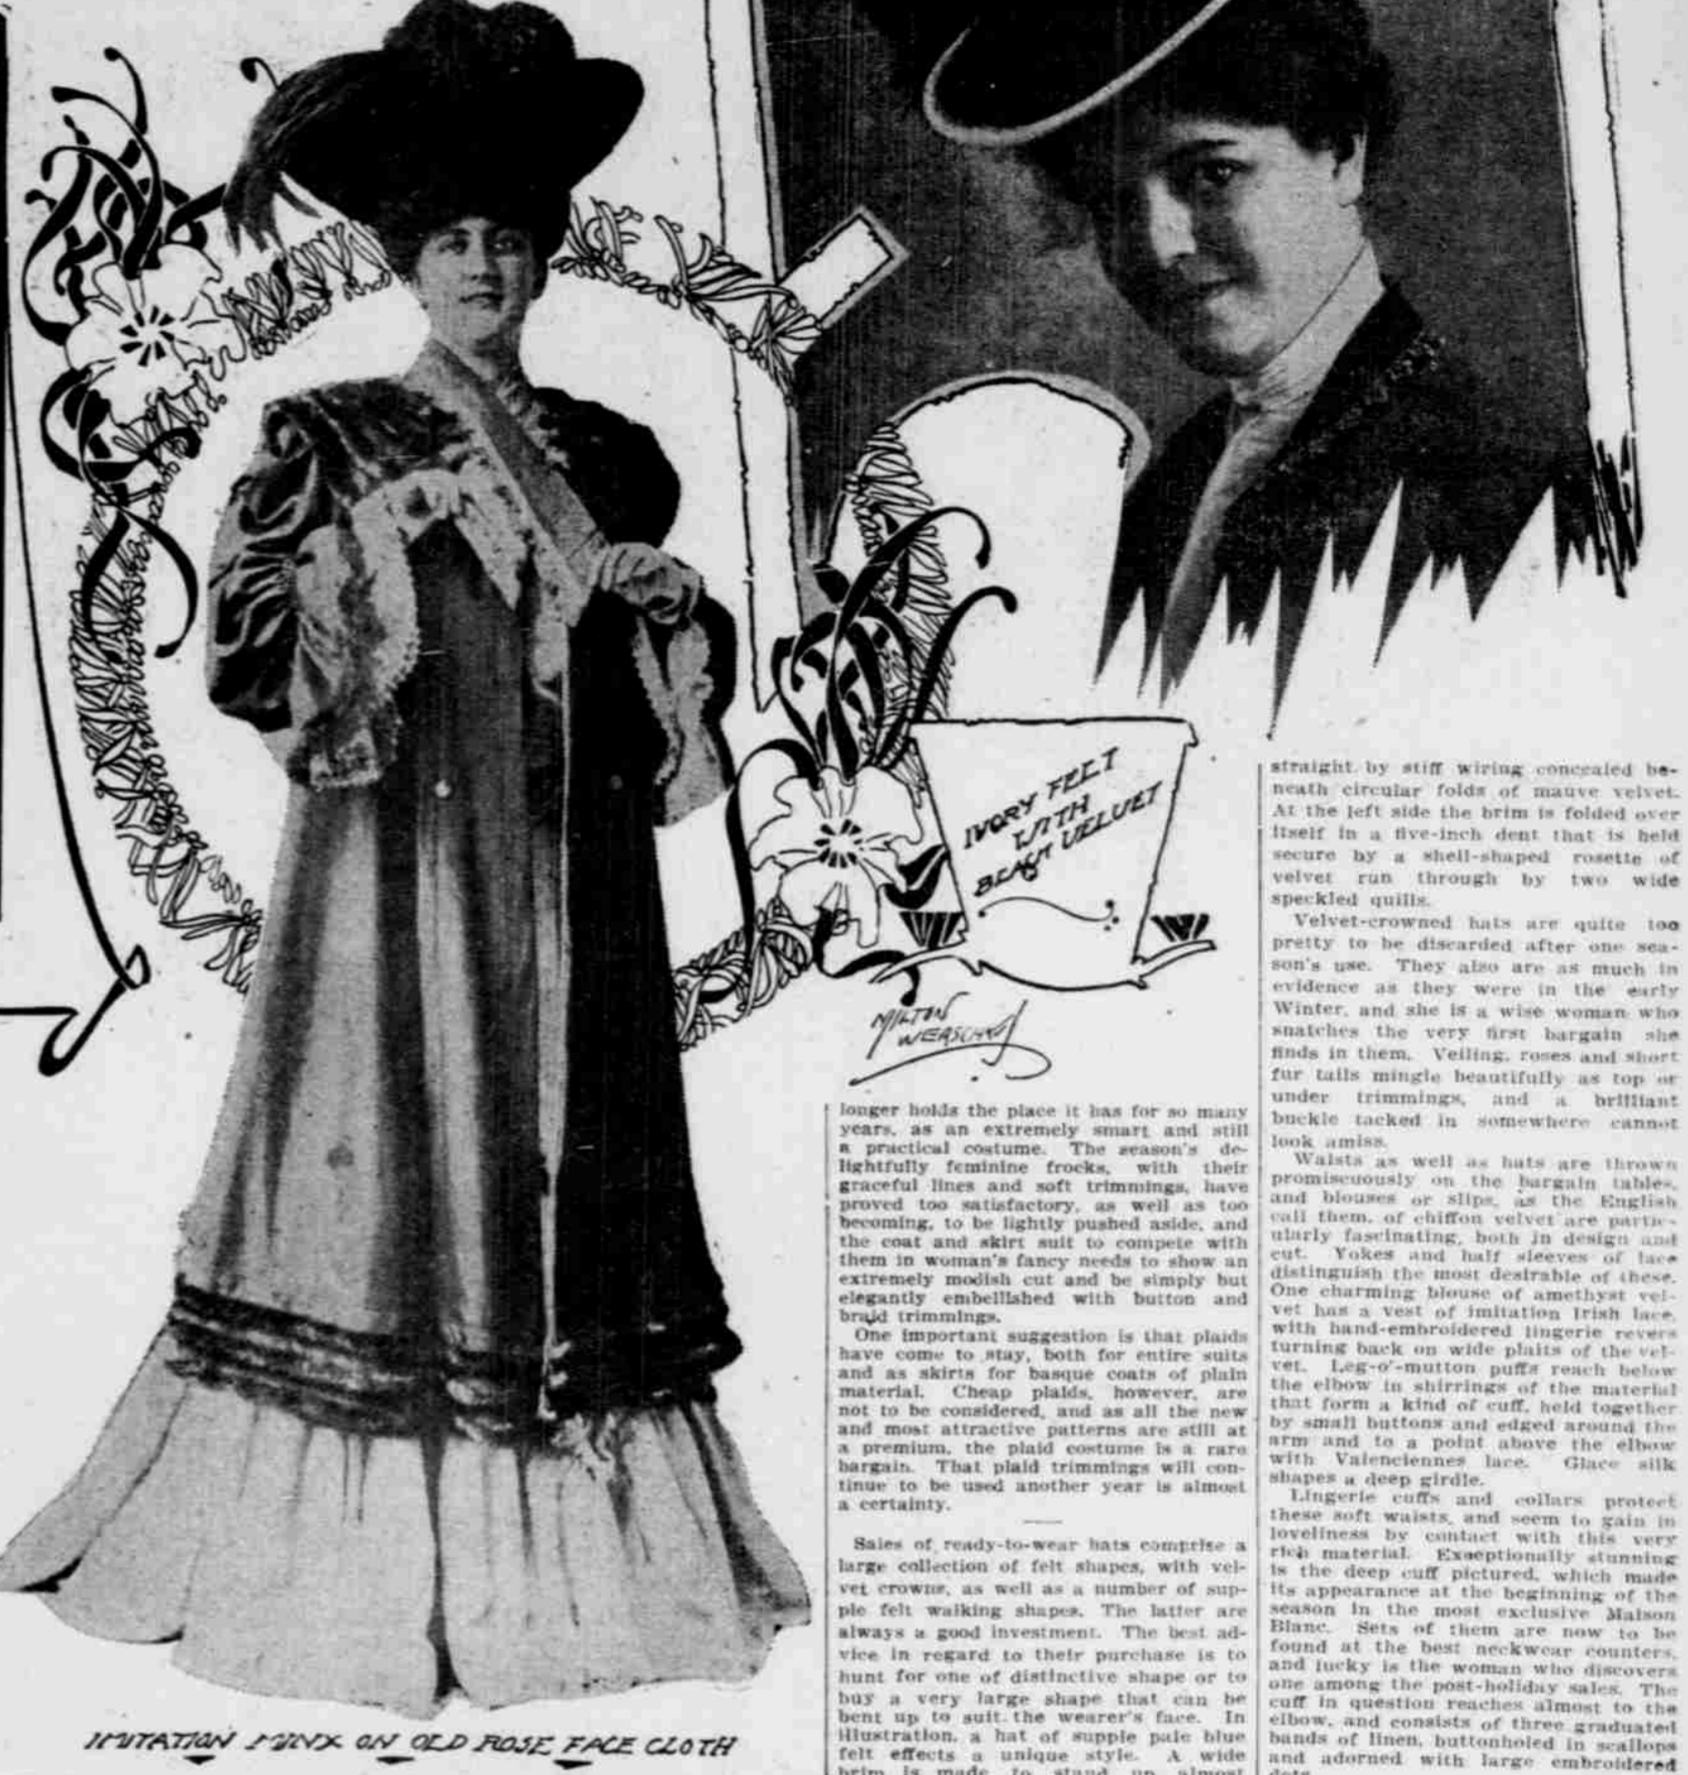 IVORY FELT
WITH
BLACK VELVET
MILTON
IMITATION MINX ON OLD ROSE FACE CLOTH
longer holds the place it has for so many
years, as an extremely smart and still
a practical costume. The season's de-
lightfully feminine frocks, with their
graceful lines and soft trimmings, have
proved too satisfactory, as well as too
becoming, to be lightly pushed aside, and
the coat and skirt suit to compete with
them in woman's fancy needs to show an
extremely modish cut and be simply but
elegantly embellished with button and
braid trimmings.
One important suggestion is that plaids
have come to stay, both for entire suits
and as skirts for basque coats of plain
material. Cheap plaids, however, are
not to be considered, and as all the new
and most attractive patterns are still at
a premium, the plaid costume is a rare
bargain. That plaid trimmings will con-
tinue to be used another year is almost
a certainty.
Sales of ready-to-wear hats comprise a
large collection of felt shapes, with vel-
vet crowns, as well as a number of sup-
ple felt walking shapes. The latter are
always a good investment. The best ad-
vice in regard to their purchase is to
hunt for one of distinctive shape or to
buy a very large shape that can be
bent up to suit the wearer's face. In
illustration, a hat of supple pale blue
felt effects a unique style. A wide
brim is made to stand up almost
straight by stiff wiring concealed be-
neath circular folds of mauve velvet.
At the left side the brim is folded over
itself in a five-inch dent that is held
secure by a shell-shaped rosette of
velvet run through by two wide
speckled quills.
Velvet-crowned hats are quite too
pretty to be discarded after one sea-
son's use. They also are as much in
evidence as they were in the early
Winter, and she is a wise woman who
snatches the very first bargain she
finds in them. Veiling, roses and short
fur tails mingle beautifully as top or
under trimmings, and a brilliant
buckle tacked in somewhere cannot
look amiss.
Waists as well as hats are thrown
promiscuously on the bargain tables,
and blouses or slips, as the English
call them, of chiffon velvet are partic-
ularly fascinating, both in design and
cut. Yokes and half sleeves of lace
distinguish the most desirable of these.
One charming blouse of amethyst vel-
vet has a vest of imitation Irish lace,
with hand-embroidered lingerie revers
turning back on wide plaits of the vel-
vet. Leg-o'-mutton puffs reach below
the elbow in shirrings of the material
that form a kind of cuff, held together
by small buttons and edged around the
arm and to a point above the elbow
with Valenciennes lace. Glace silk
shapes a deep girdle.
Lingerie cuffs and collars protect
these soft waists, and seem to gain in
loveliness by contact with this very
rich material. Exceptionally stunning
is the deep cuff pictured, which made
its appearance at the beginning of the
season in the most exclusive Maison
Blanc. Sets of them are now to be
found at the best neckwear counters,
and lucky is the woman who discovers
one among the post-holiday sales. The
cuff in question reaches almost to the
elbow, and consists of three graduated
bands of linen, buttonholed in scallops
and adorned with large embroidered
dots.